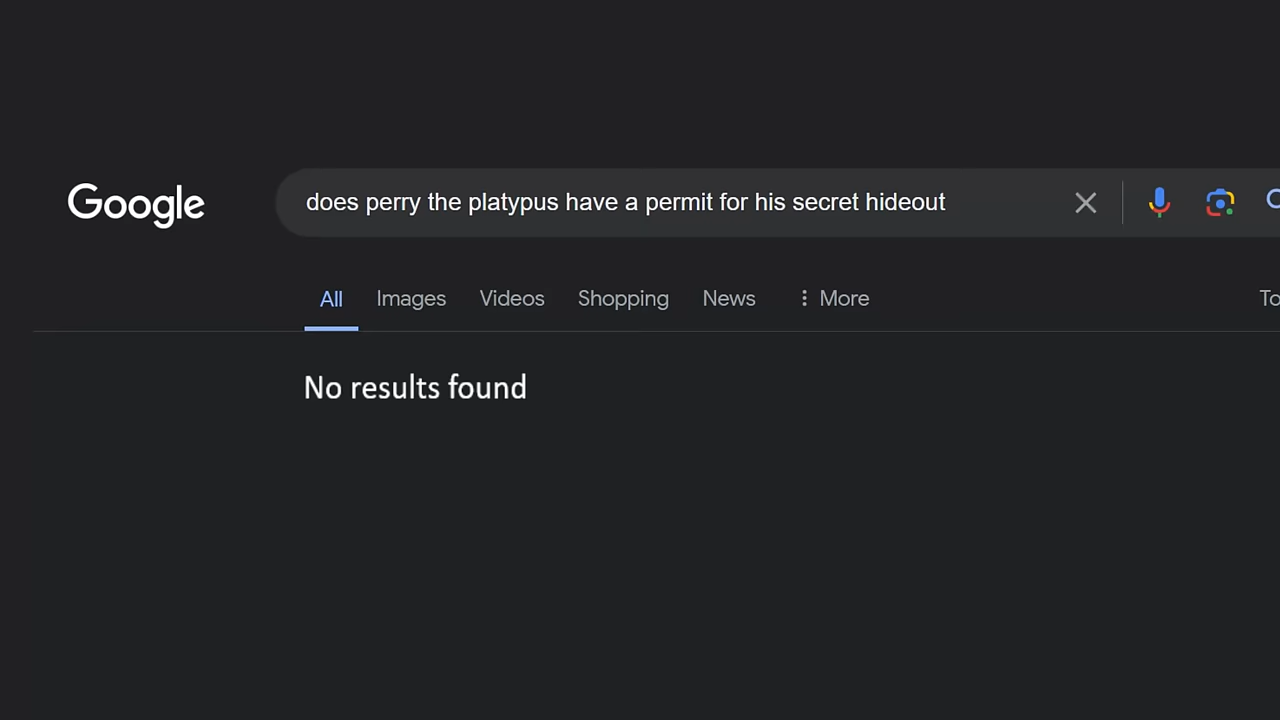 Google does perry the platypus have a permit for his secret hideout
All Images Videos Shopping News More To
No results found